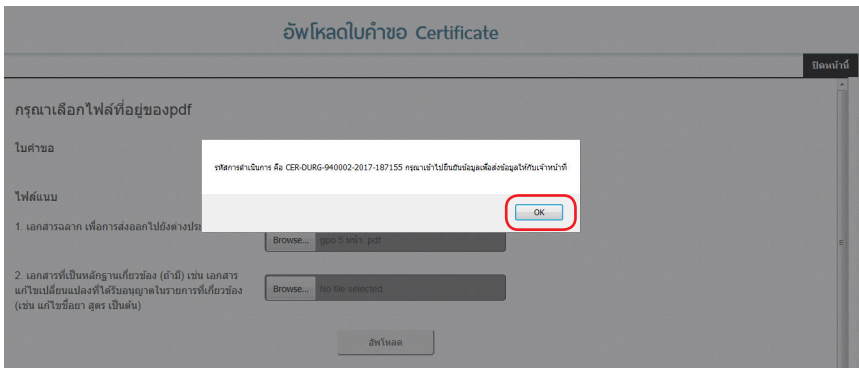 อัพโหลดใบคำขอ Certificate
ปิดหน้านี้
กรุณาเลือกไฟล์ที่อยู่ของpdf
ใบคำขอ
รหัสการดำเนินการ คือ CER-DURG-940002-2017-187155 กรุณาเข้าไปยืนยันข้อมูลเพื่อส่งข้อมูลให้กับเจ้าหน้าที่
OK
ไฟล์แนบ
1. เอกสารฉลาก เพื่อการส่งออกไปยังต่างประ
Browse... gpo 5 หน้า .pdf
2. เอกสารที่เป็นหลักฐานเกี่ยวข้อง (ถ้ามี) เช่น เอกสาร
แก้ไขเปลี่ยนแปลงที่ได้รับอนุญาตในรายการที่เกี่ยวข้อง
(เช่น แก้ไขชื่อยา สูตร เป็นต้น)
Browse... No file selected.
อัพโหลด